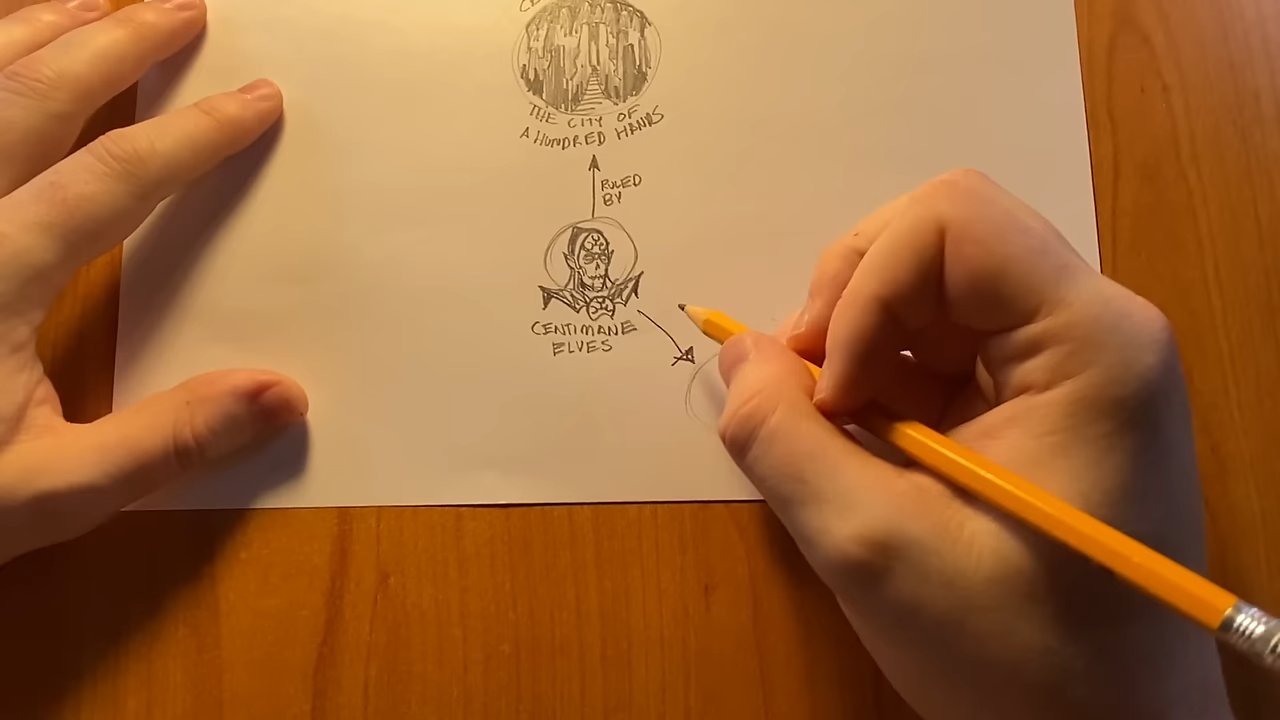 THE CITY OF
A HUNDRED HANDS
RULED
BY
CENTIMANE
ELVES